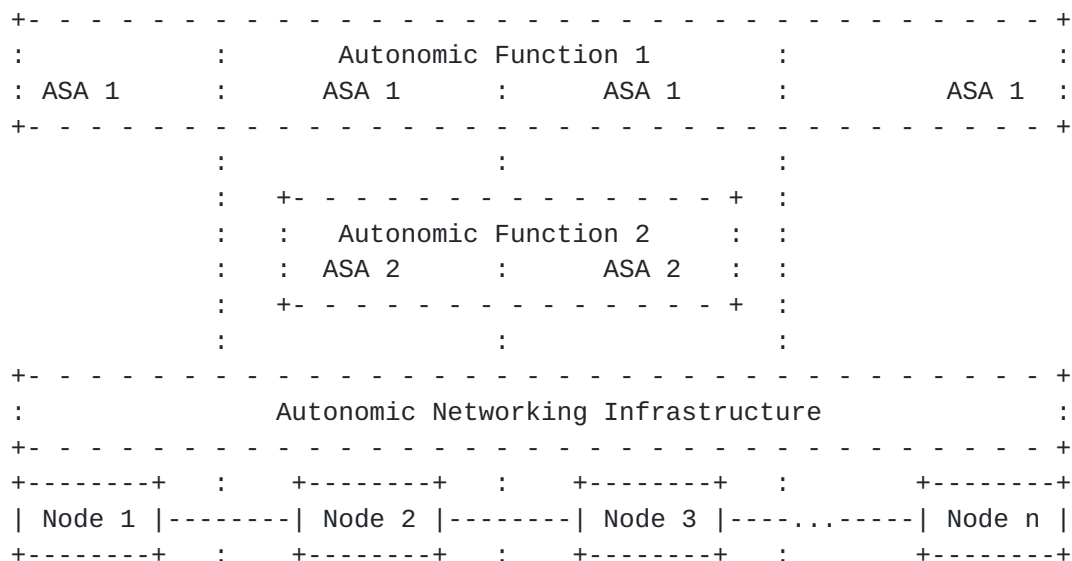 +- - - - - - - - - - - - - - - - - - - - - - - - - - - - - - - - - +
:            :       Autonomic Function 1        :                 :
: ASA 1      :      ASA 1      :      ASA 1      :          ASA 1  :
+- - - - - - - - - - - - - - - - - - - - - - - - - - - - - - - - - +
             :                 :                 :
             :   +- - - - - - - - - - - - - - +  :
             :   :   Autonomic Function 2     :  :
             :   :  ASA 2      :      ASA 2   :  :
             :   +- - - - - - - - - - - - - - +  :
             :                 :                 :
+- - - - - - - - - - - - - - - - - - - - - - - - - - - - - - - - - +
:                Autonomic Networking Infrastructure               :
+- - - - - - - - - - - - - - - - - - - - - - - - - - - - - - - - - +
+--------+   :    +--------+   :    +--------+   :        +--------+
| Node 1 |--------| Node 2 |--------| Node 3 |----...-----| Node n |
+--------+   :    +--------+   :    +--------+   :        +--------+